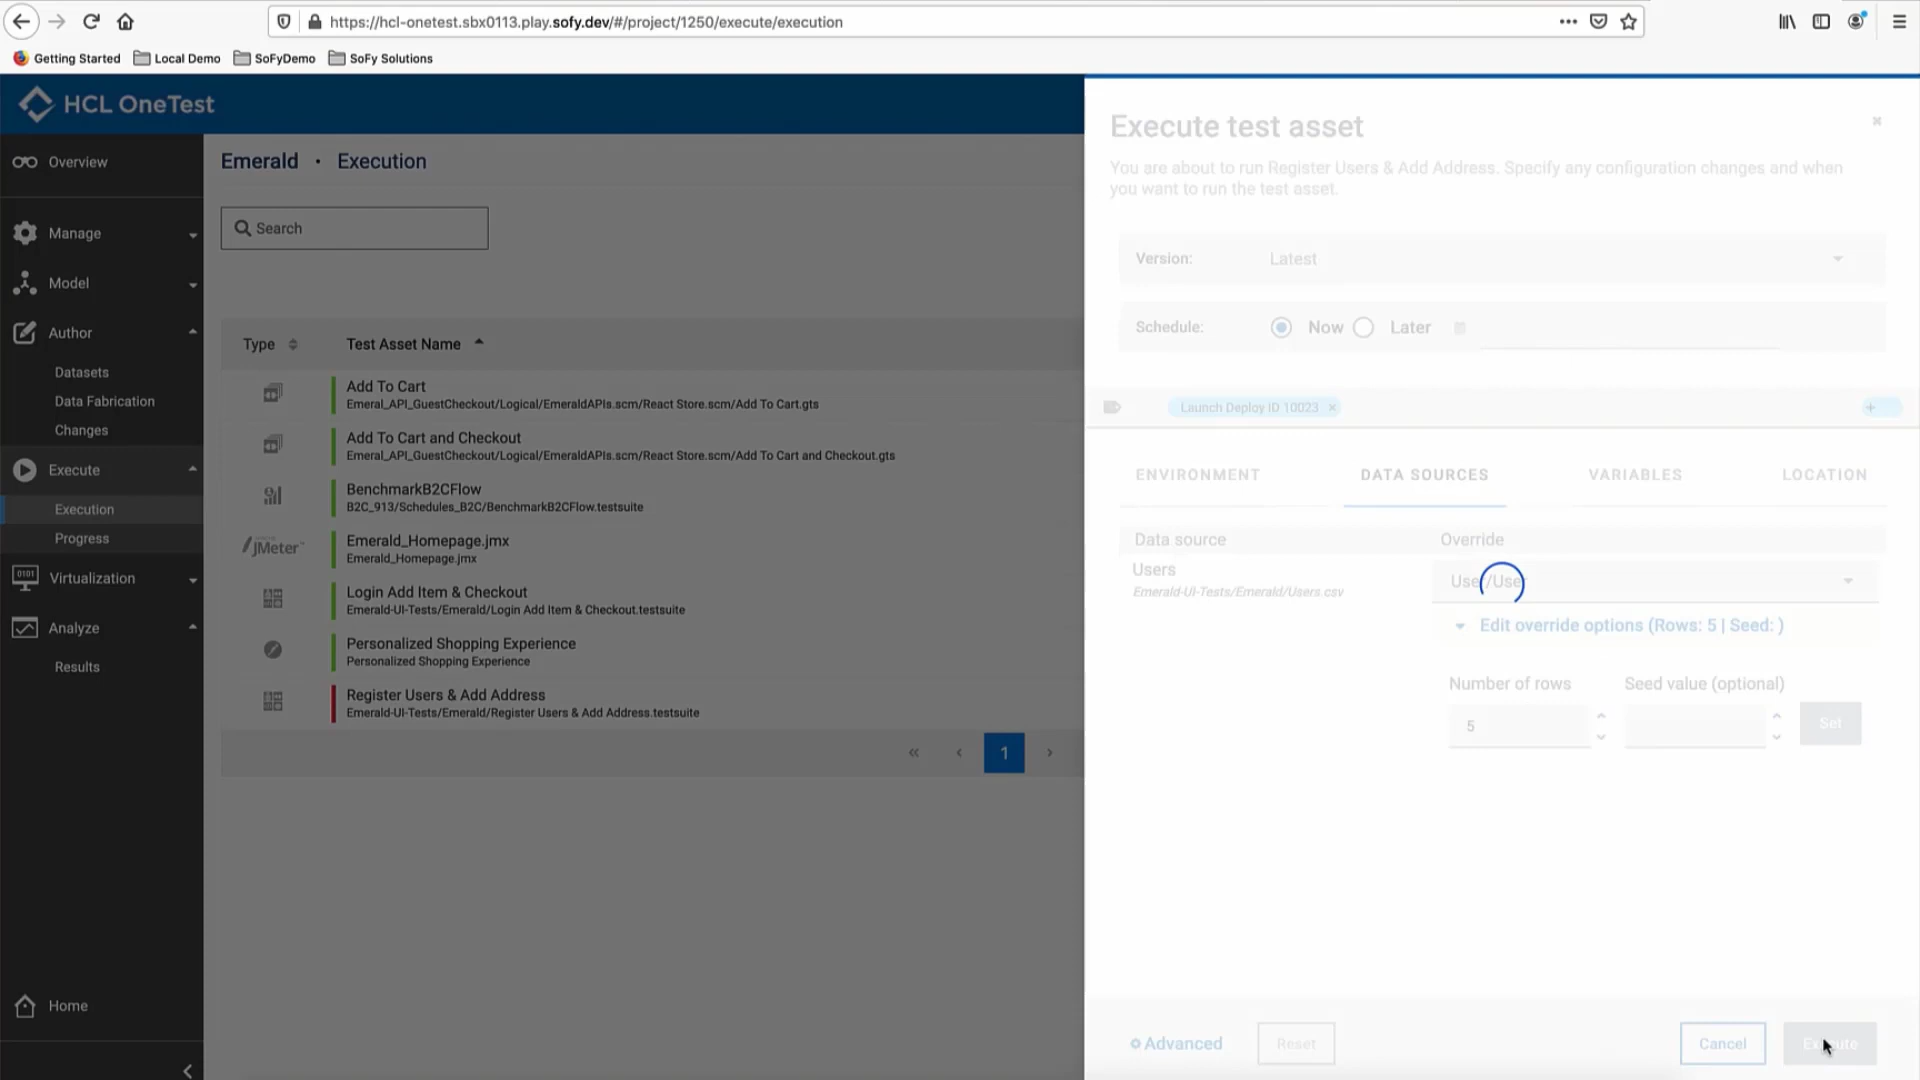 https://hcl-onetest.sbx0113.play.sofy.dev/#/project/1250/execute/execution
Getting Started
Local Demo
SoFyDemo
SoFy Solutions
HCL OneTest
Overview
Manage
Model
Author
Datasets
Data Fabrication
Changes
Execute
Execution
Progress
Virtualization
Analyze
Results
Home
Emerald · Execution
Search
Type
Test Asset Name
Add To Cart
Emeral_API_GuestCheckout/Logical/EmeraldAPIs.scm/React Store.scm/Add To Cart.gts
Add To Cart and Checkout
Emeral_API_GuestCheckout/Logical/EmeraldAPIs.scm/React Store.scm/Add To Cart and Checkout.gts
BenchmarkB2CFlow
B2C_913/Schedules_B2C/BenchmarkB2CFlow.testsuite
JMeter
Emerald_Homepage.jmx
Emerald_Homepage.jmx
Login Add Item & Checkout
Emerald-UI-Tests/Emerald/Login Add Item & Checkout.testsuite
Personalized Shopping Experience
Personalized Shopping Experience
Register Users & Add Address
Emerald-UI-Tests/Emerald/Register Users & Add Address.testsuite
« ‹ 1 ›
Execute test asset
You are about to run Register Users & Add Address. Specify any configuration changes and when
you want to run the test asset.
Version: Latest
Schedule: Now Later
Launch Deploy ID 10023 ×
+
ENVIRONMENT
DATA SOURCES
VARIABLES
LOCATION
Data source
Override
Users
Emerald-UI-Tests/Emerald/Users.csv
User/User
Edit override options (Rows: 5 | Seed: )
Number of rows
Seed value (optional)
5
Set
Advanced
Reset
Cancel
Execute